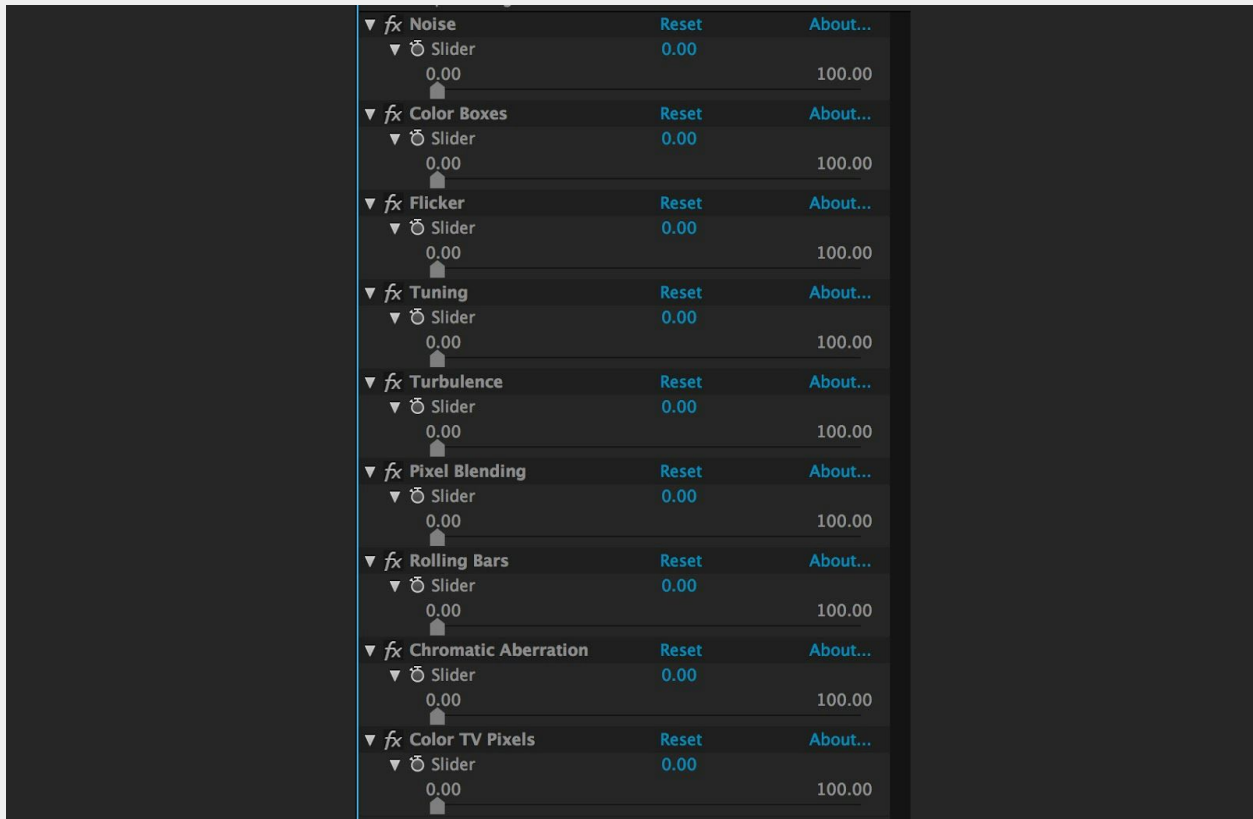 fx Noise Reset About...
Slider 0.00
0.00 100.00
fx Color Boxes Reset About...
Slider 0.00
0.00 100.00
fx Flicker Reset About...
Slider 0.00
0.00 100.00
fx Tuning Reset About...
Slider 0.00
0.00 100.00
fx Turbulence Reset About...
Slider 0.00
0.00 100.00
fx Pixel Blending Reset About...
Slider 0.00
0.00 100.00
fx Rolling Bars Reset About...
Slider 0.00
0.00 100.00
fx Chromatic Aberration Reset About...
Slider 0.00
0.00 100.00
fx Color TV Pixels Reset About...
Slider 0.00
0.00 100.00